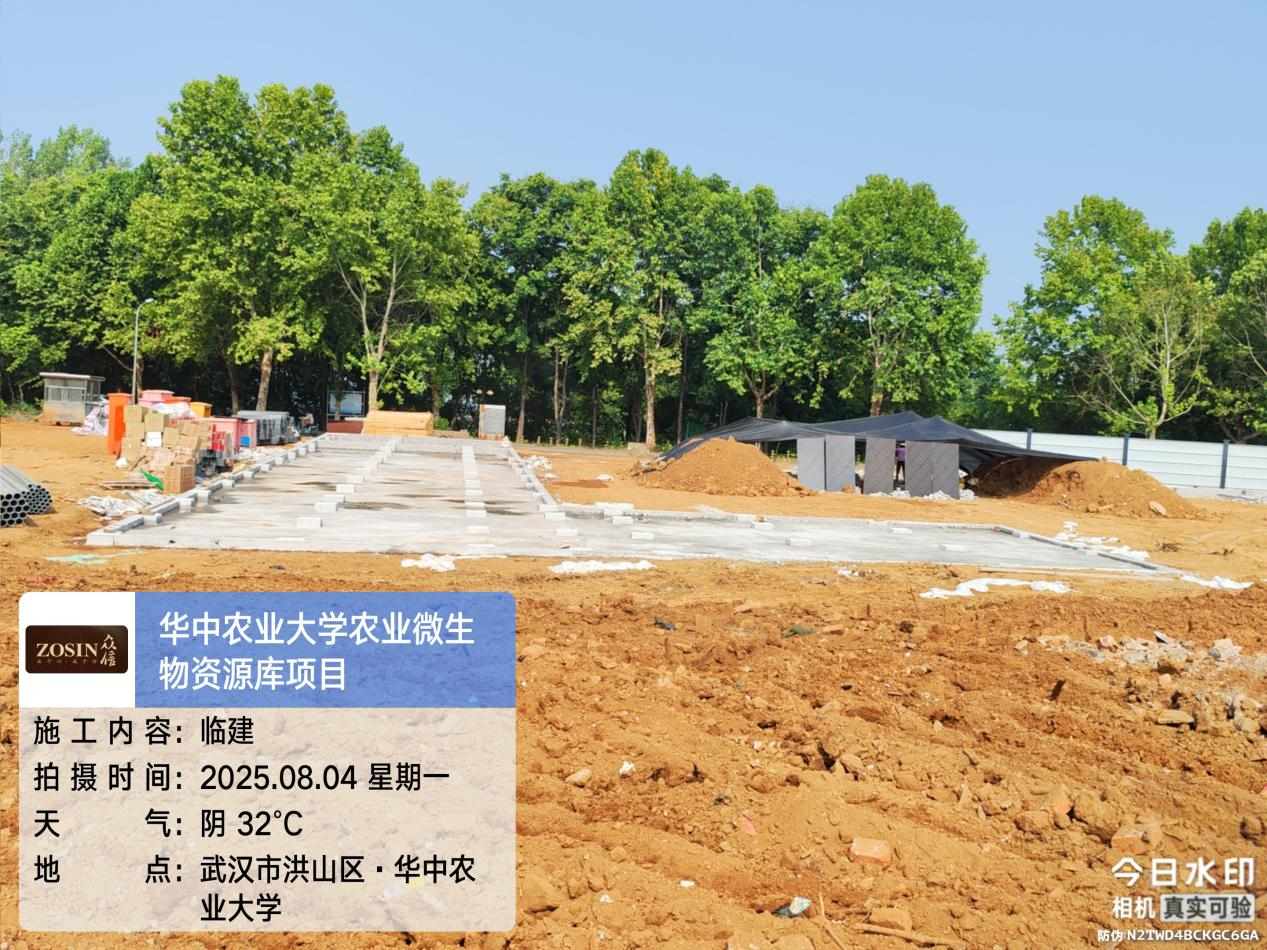 华中农业大学农业微生
物资源库项目
ZOSIN 众信
施工内容：临建
拍摄时间：2025.08.04 星期一
天气：阴 32°C
地点：武汉市洪山区·华中农
业大学
今日水印
相机 真实可验
防伪 N2TWD4BCKGC6GA